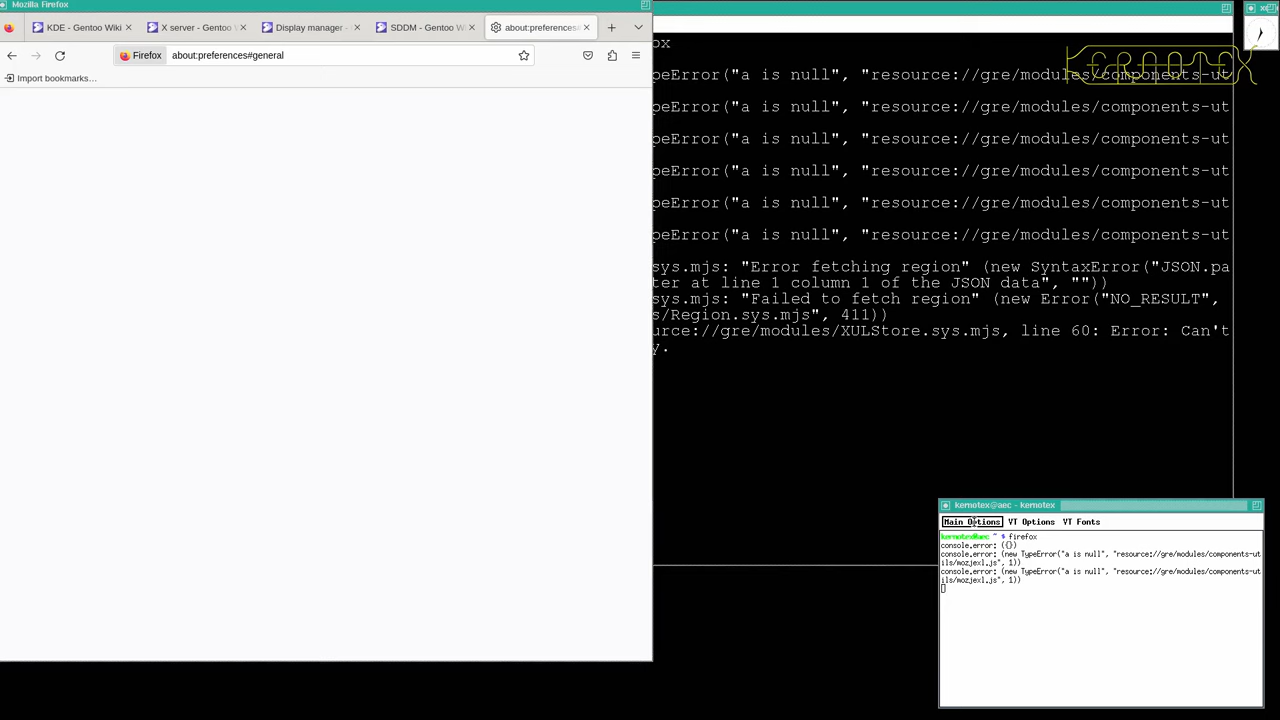 Mozilla Firefox
KDE - Gentoo Wiki
X server - Gentoo W
Display manager -
SDDM - Gentoo W
about:preferences
Firefox
about:preferences#general
Import bookmarks…
ox
peError("a is null", "resource://gre/modules/components-ut
peError("a is null", "resource://gre/modules/components-ut
peError("a is null", "resource://gre/modules/components-ut
peError("a is null", "resource://gre/modules/components-ut
peError("a is null", "resource://gre/modules/components-ut
peError("a is null", "resource://gre/modules/components-ut
sys.mjs: "Error fetching region" (new SyntaxError("JSON.pa
ter at line 1 column 1 of the JSON data", ""))
sys.mjs: "Failed to fetch region" (new Error("NO_RESULT",
s/Region.sys.mjs", 411))
urce://gre/modules/XULStore.sys.mjs, line 60: Error: Can't
y.
KERNOTEX
kernotex@aec - kernotex
Main Options VT Options VT Fonts
kernotex@aec ~ $ firefox
console.error: ({})
console.error: (new TypeError("a is null", "resource://gre/modules/components-ut
ils/mozjexl.js", 1))
console.error: (new TypeError("a is null", "resource://gre/modules/components-ut
ils/mozjexl.js", 1))